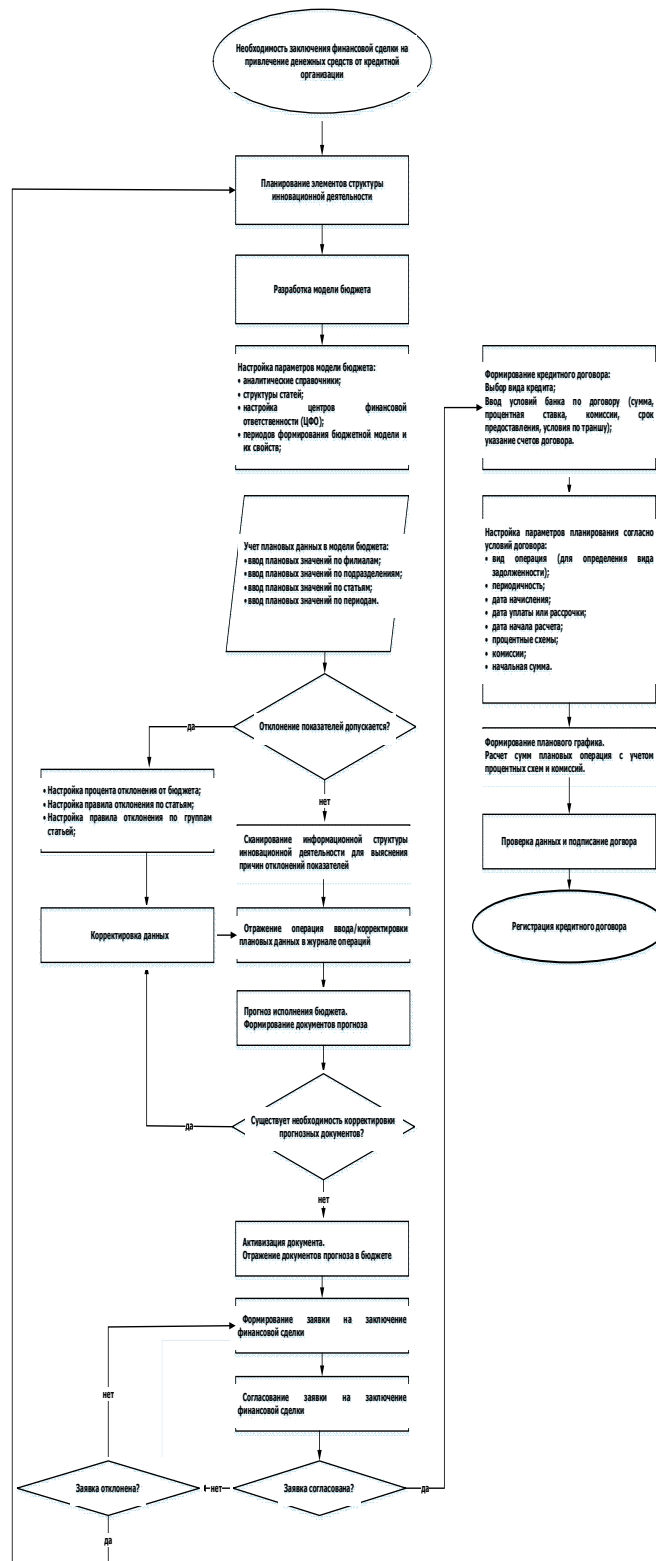 Необходимость заключения финансовой сделки на
привлечение денежных средств от кредитной
организации
Планирование элементов структуры
инновационной деятельности
Разработка модели бюджета
Настройка параметров модели бюджета:
• аналитические справочники;
• структуры статей;
• настройка центров финансовой
ответственности (ЦФО);
• периодов формирования бюджетной модели и
их свойств;
Учет плановых данных в модели бюджета:
• ввод плановых значений по филиалам;
• ввод плановых значений по подразделениям;
• ввод плановых значений по статьям;
• ввод плановых значений по периодам.
Отклонение показателей допускается?
да
нет
• Настройка процента отклонения от бюджета;
• Настройка правила отклонения по статьям;
• Настройка правила отклонения по группам
статьей;
Сканирование информационной структуры
инновационной деятельности для выяснения
причин отклонений показателей
Корректировка данных
Отражение операция ввода/корректировки
плановых данных в журнале операций
Прогноз исполнения бюджета.
Формирование документов прогноза
Существует необходимость корректировки
прогнозных документов?
да
нет
Активизация документа.
Отражение документов прогноза в бюджете
Формирование заявки на заключение
финансовой сделки
нет
Согласование заявки на заключение
финансовой сделки
Заявка отклонена?
нет
Заявка согласована?
да
да
Формирование кредитного договора:
Выбор вида кредита;
Ввод условий банка по договору (сумма,
процентная ставка, комиссии, срок
предоставления, условия по траншу);
указание счетов договора.
Настройка параметров планирования согласно
условий договора:
• вид операция (для определения вида
задолженности);
• периодичность;
• дата начисления;
• дата уплаты или рассрочки;
• дата начала расчета;
• процентные схемы;
• комиссии;
• начальная сумма.
Формирование планового графика.
Расчет сумм плановых операция с учетом
процентных схем и комиссий.
Проверка данных и подписание догвора
Регистрация кредитного договора